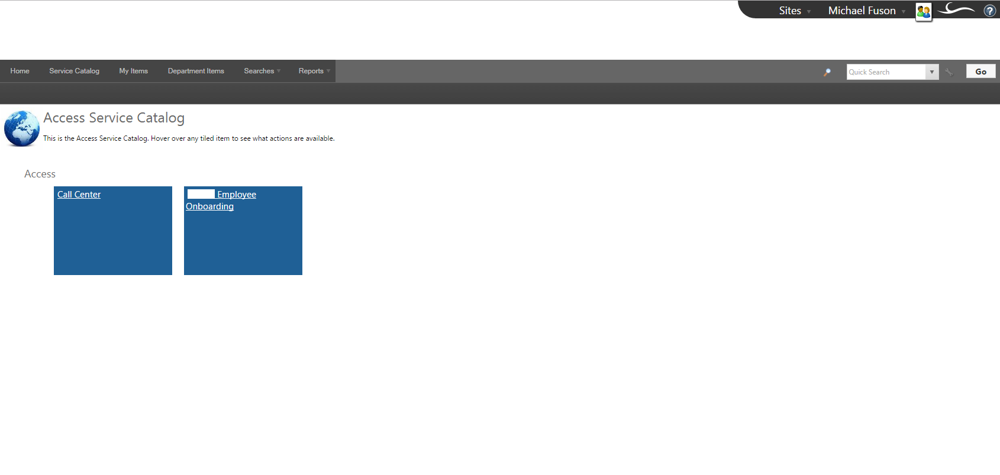 Sites Michael Fuson ?
Home Service Catalog My Items Department Items Searches Reports Quick Search Go
Access Service Catalog
This is the Access Service Catalog. Hover over any tiled item to see what actions are available.
Access
Call Center
Employee
Onboarding